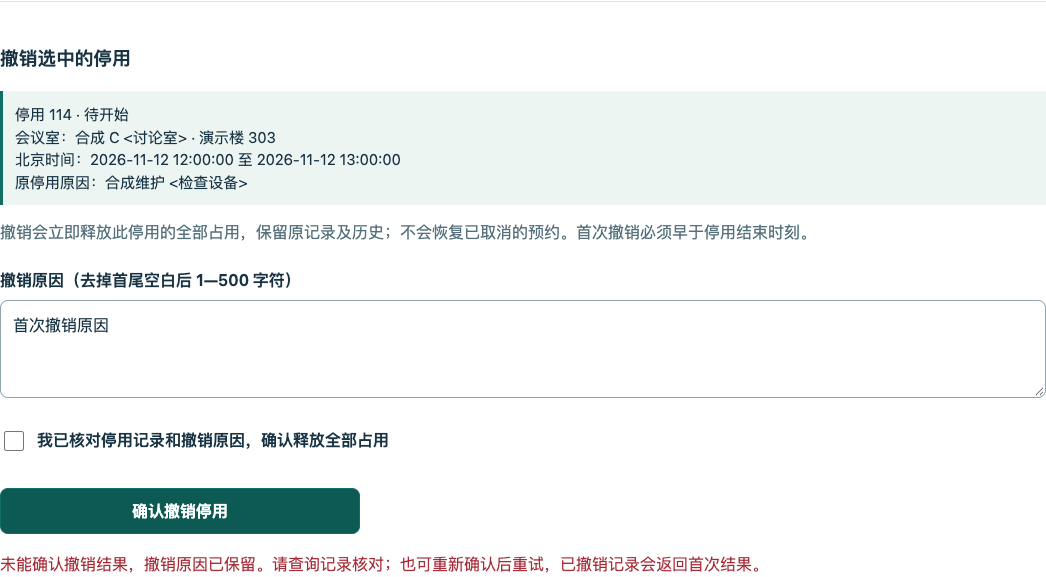 撤销选中的停用
停用 114 · 待开始
会议室：合成 C <讨论室> · 演示楼 303
北京时间：2026-11-12 12:00:00 至 2026-11-12 13:00:00
原停用原因：合成维护 <检查设备>
撤销会立即释放此停用的全部占用，保留原记录及历史；不会恢复已取消的预约。首次撤销必须早于停用结束时刻。
撤销原因（去掉首尾空白后 1—500 字符）
首次撤销原因
我已核对停用记录和撤销原因，确认释放全部占用
确认撤销停用
未能确认撤销结果，撤销原因已保留。请查询记录核对；也可重新确认后重试，已撤销记录会返回首次结果。